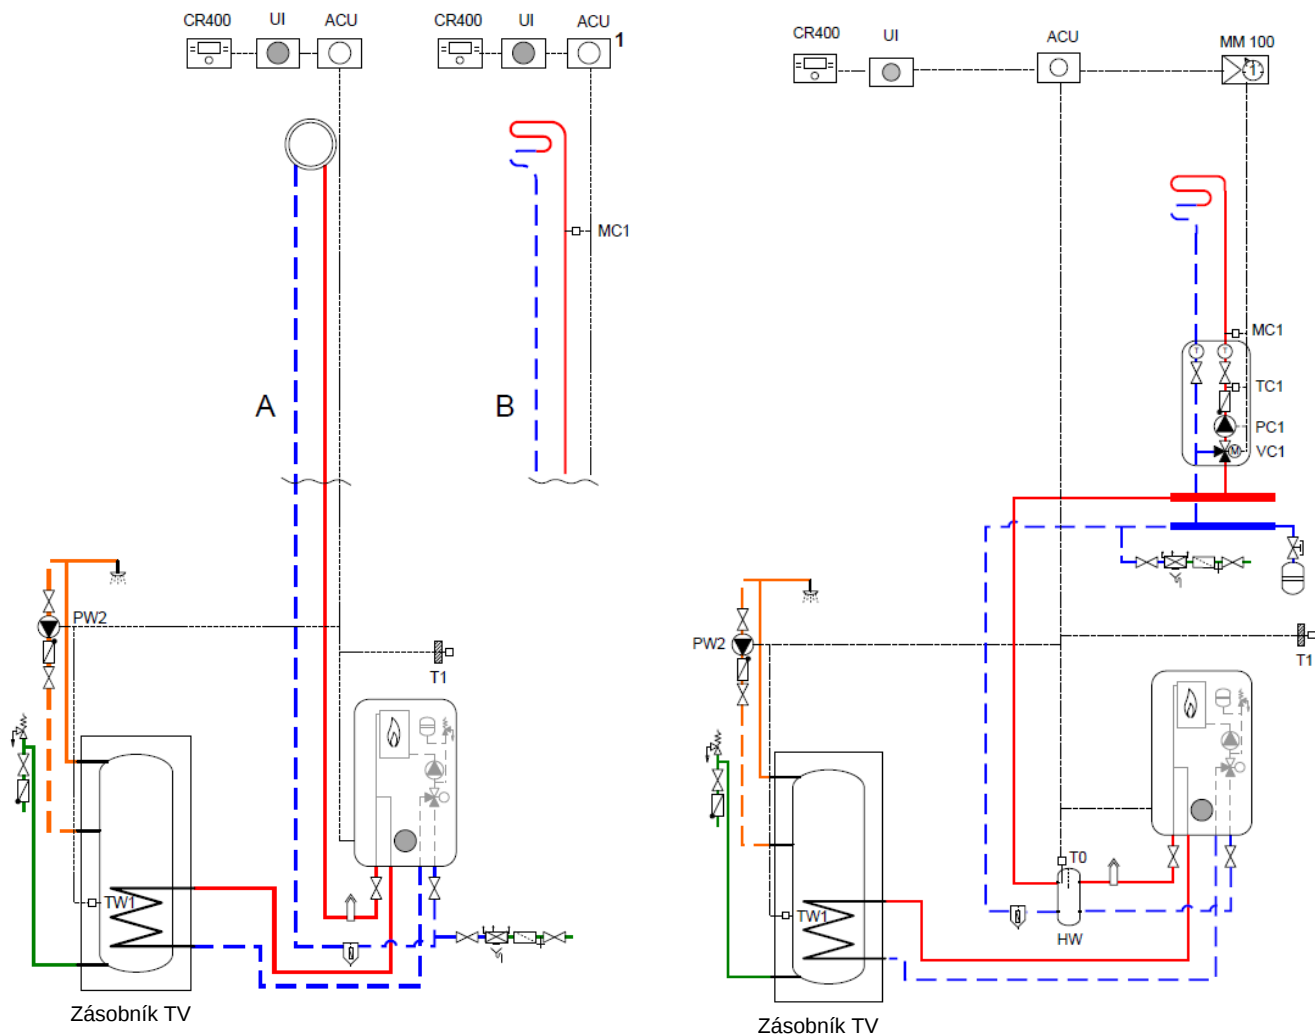 CR400 UI ACU
CR400 UI ACU
1
MC1
A
B
PW2
T1
TW1
Zásobník TV
CR400 UI ACU MM 100
1
MC1
T T
TC1
PC1
M VC1
PW2
T1
T0
TW1
HW
Zásobník TV